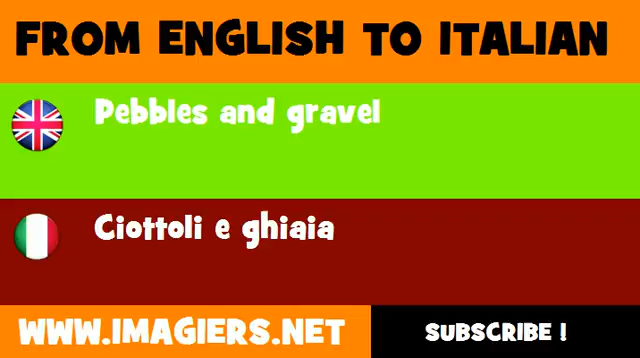 FROM ENGLISH TO ITALIAN
Pebbles and gravel
Ciottoli e ghiaia
WWW.IMAGIERS.NET
SUBSCRIBE !